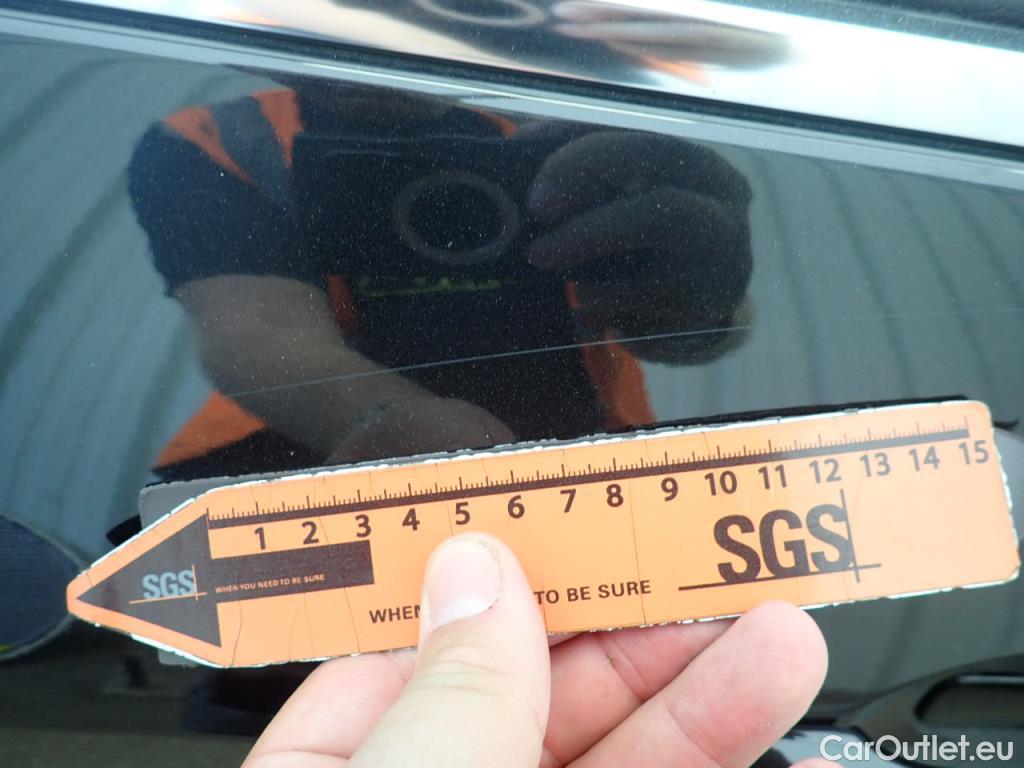 1 2 3 4 5 6 7 8 9 10 11 12 13 14 15
SGS WHEN YOU NEED TO BE SURE
SGS
WHEN TO BE SURE
CarOutlet.eu